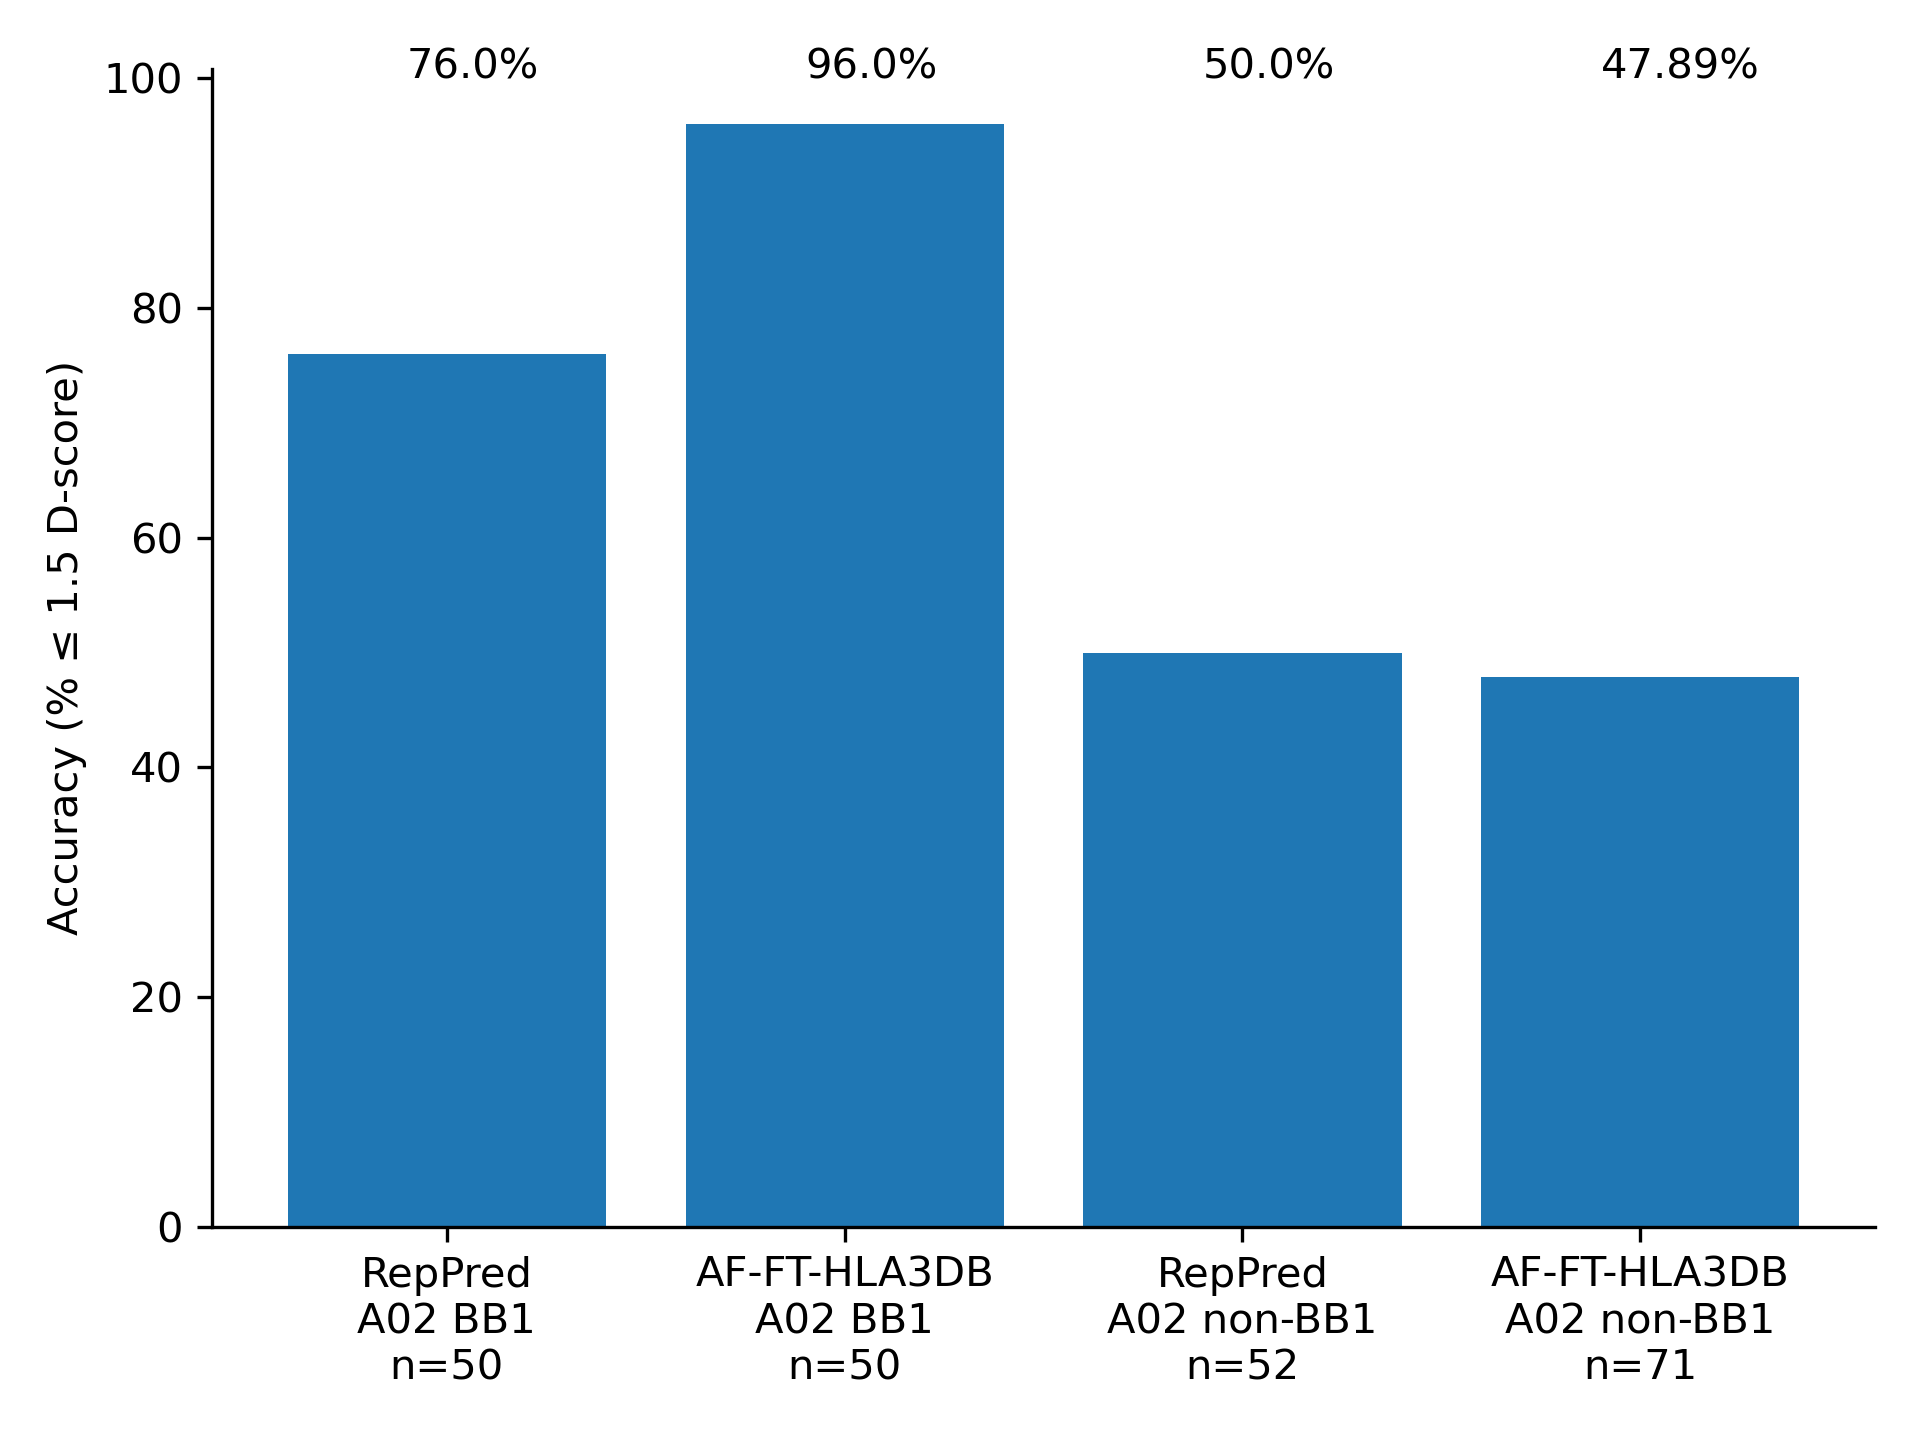 76.0%
96.0%
50.0%
47.89%
100
80
60
40
20
0
Accuracy (% ≤ 1.5 D-score)
RepPred
A02 BB1
n=50
AF-FT-HLA3DB
A02 BB1
n=50
RepPred
A02 non-BB1
n=52
AF-FT-HLA3DB
A02 non-BB1
n=71